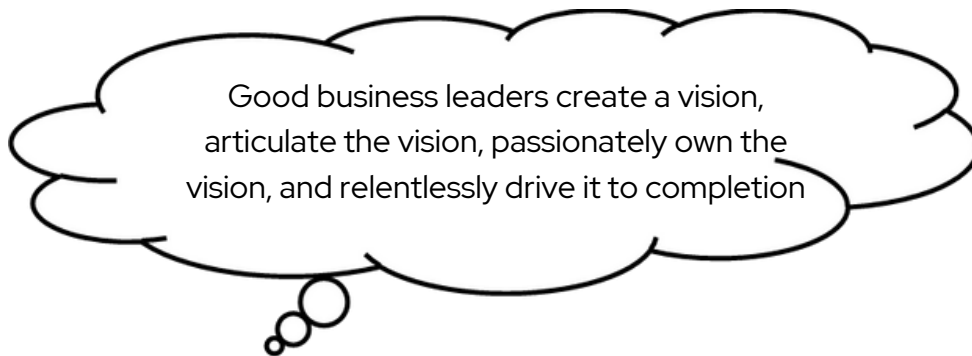 Good business leaders create a vision,
articulate the vision, passionately own the
vision, and relentlessly drive it to completion